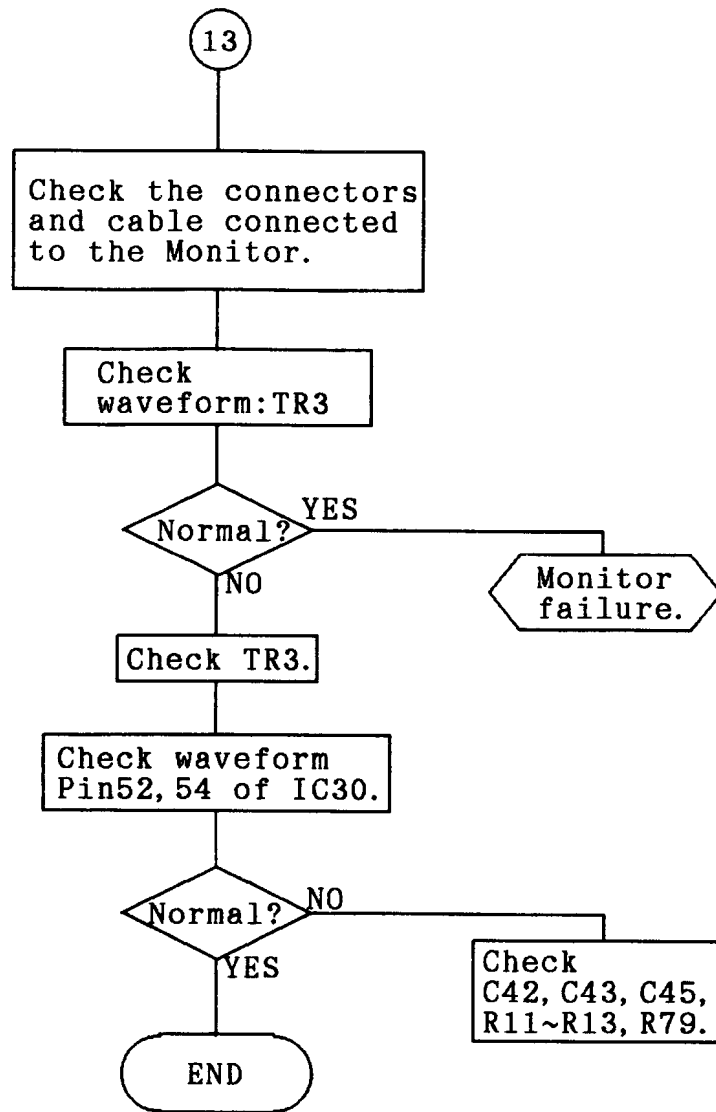 13
Check the connectors
and cable connected
to the Monitor.
Check
waveform:TR3
Normal?
YES
NO
Monitor
failure.
Check TR3.
Check waveform
Pin52,54 of IC30.
Normal?
NO
YES
Check
C42, C43, C45,
R11~R13, R79.
END